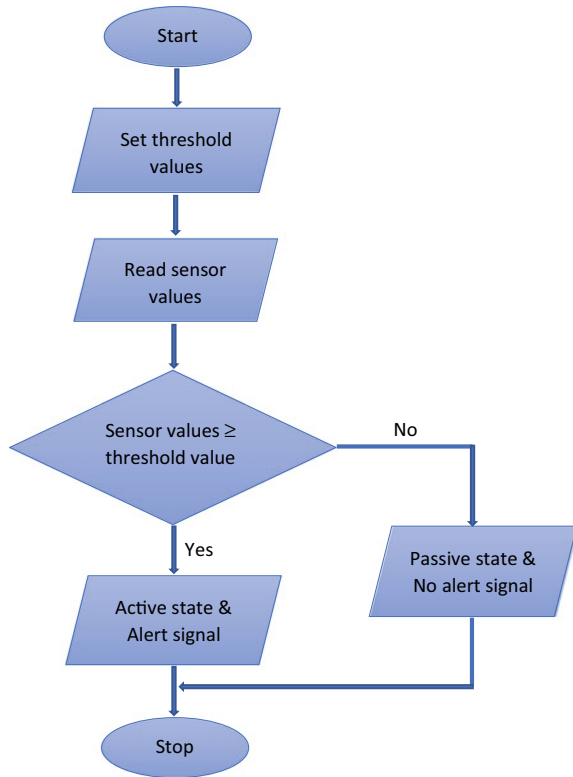 Start
Set threshold
values
Read sensor
values
Sensor values ≥
threshold value
No
Yes
Passive state &
No alert signal
Active state &
Alert signal
Stop